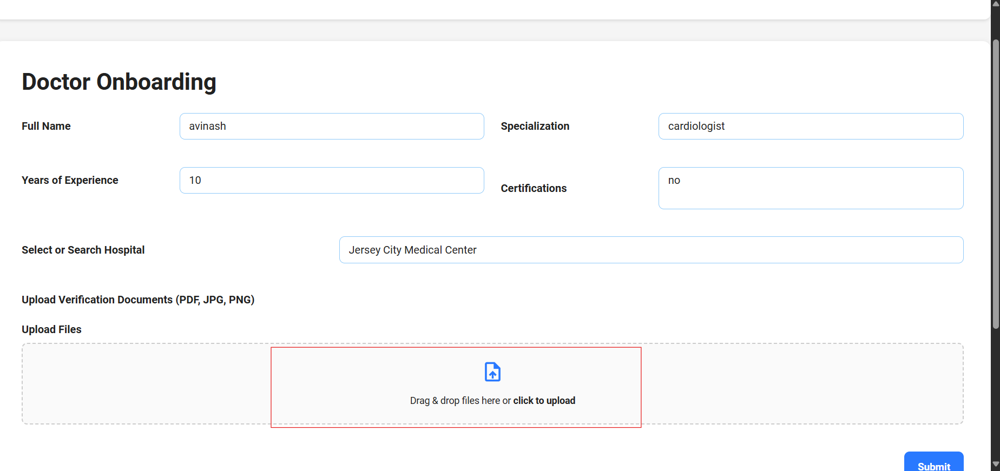 Doctor Onboarding
Full Name
avinash
Specialization
cardiologist
Years of Experience
10
Certifications
no
Select or Search Hospital
Jersey City Medical Center
Upload Verification Documents (PDF, JPG, PNG)
Upload Files
Drag & drop files here or click to upload
Submit